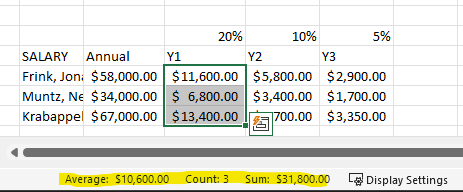 20% 10% 5%
SALARY Annual Y1 Y2 Y3
Frink, Jona $58,000.00 $11,600.00 $5,800.00 $2,900.00
Muntz, Ne $34,000.00 $ 6,800.00 $3,400.00 $1,700.00
Krabappel $67,000.00 $13,400.00 700.00 $3,350.00
Average: $10,600.00 Count: 3 Sum: $31,800.00 Display Settings